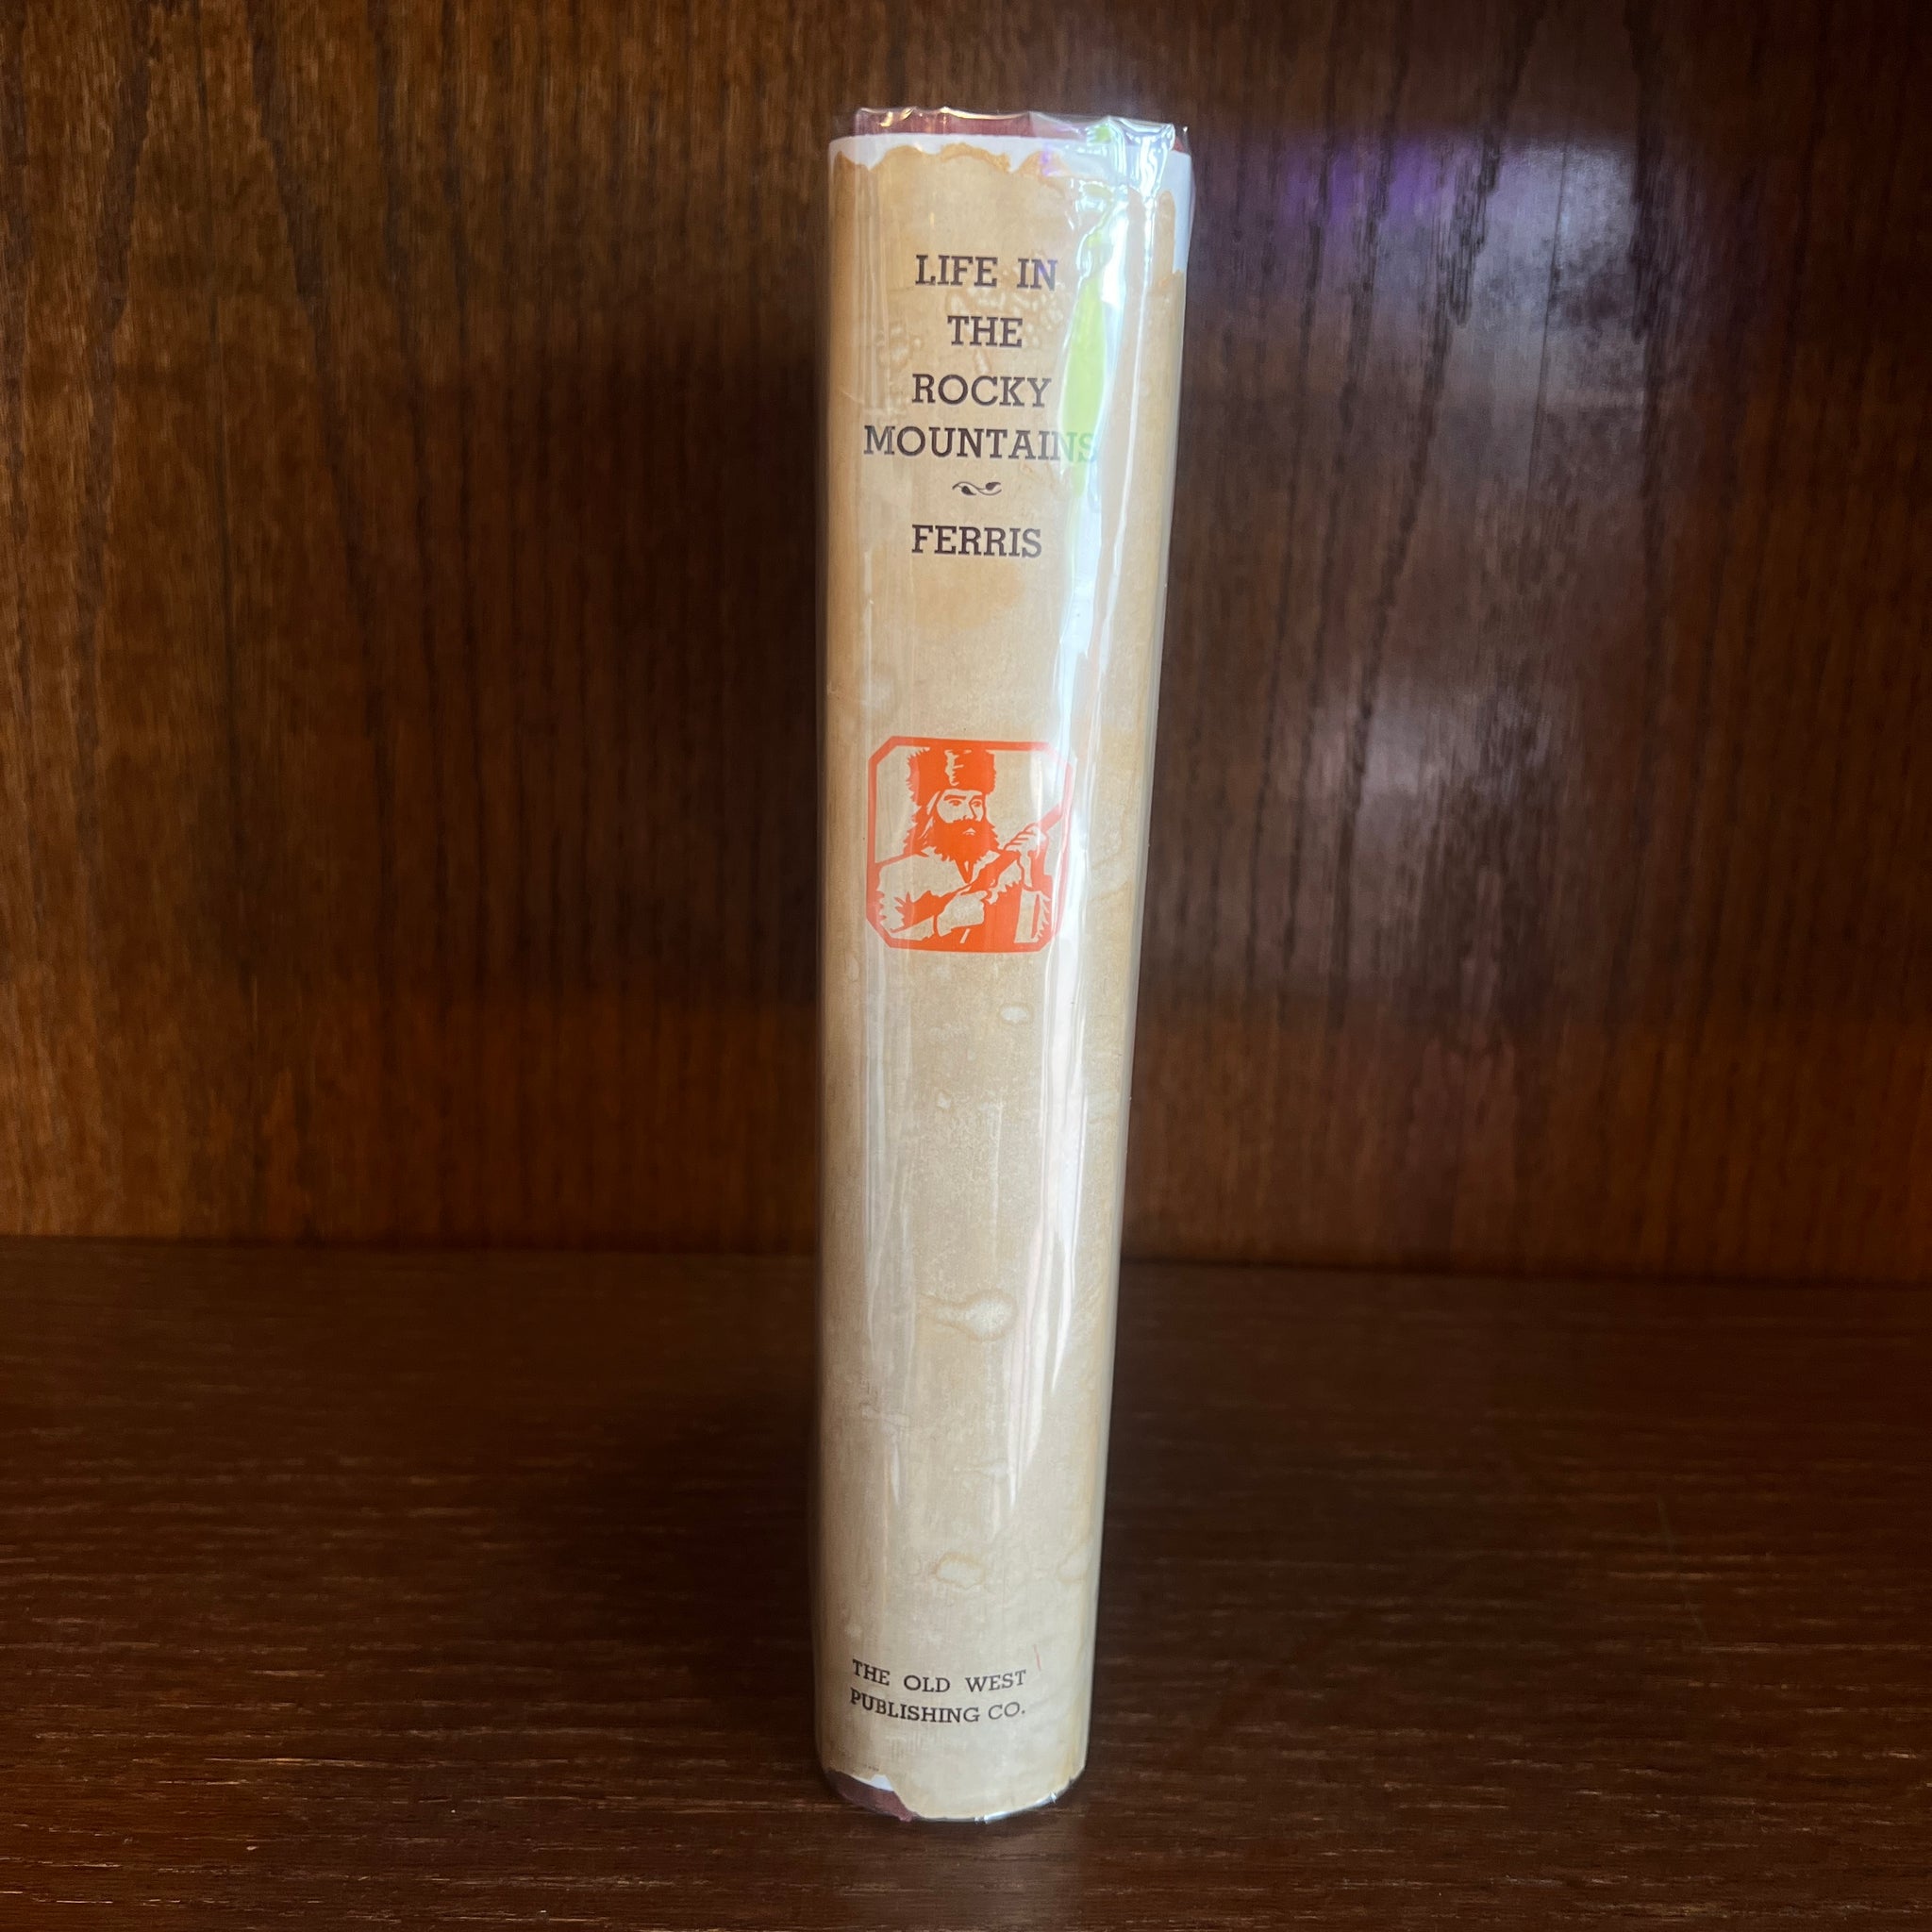 LIFE IN
THE
ROCKY
MOUNTAINS
FERRIS
THE OLD WEST
PUBLISHING CO.